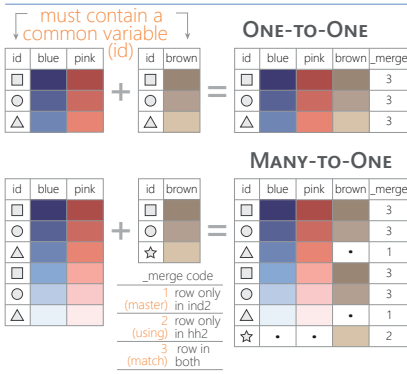 must contain a
common variable
(id)
ONE-TO-ONE
id blue pink
id brown
id blue pink brown _merge
+
=
3
3
3
MANY-TO-ONE
id blue pink
id brown
id blue pink brown _merge
+
=
3
3
. 1
3
3
. 1
. . 2
_merge code
1 row only
(master) in ind2
2 row only
(using) in hh2
3 row in
(match) both